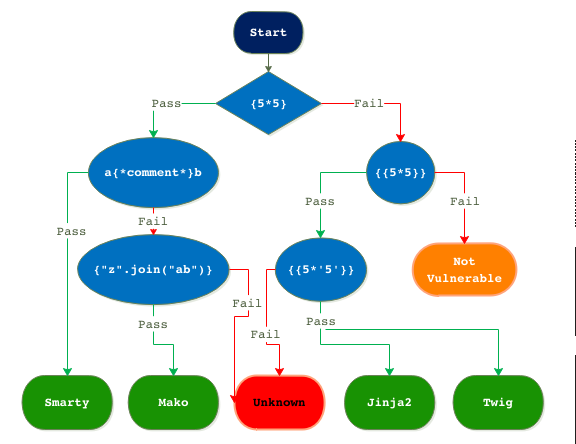 Start
{5*5}
Pass
Fail
a{*comment*}b
{{5*5}}
Pass
Fail
Pass
Fail
{"z".join("ab")}
{{5*'5'}}
Not
Vulnerable
Fail
Pass
Fail
Pass
Smarty
Mako
Unknown
Jinja2
Twig